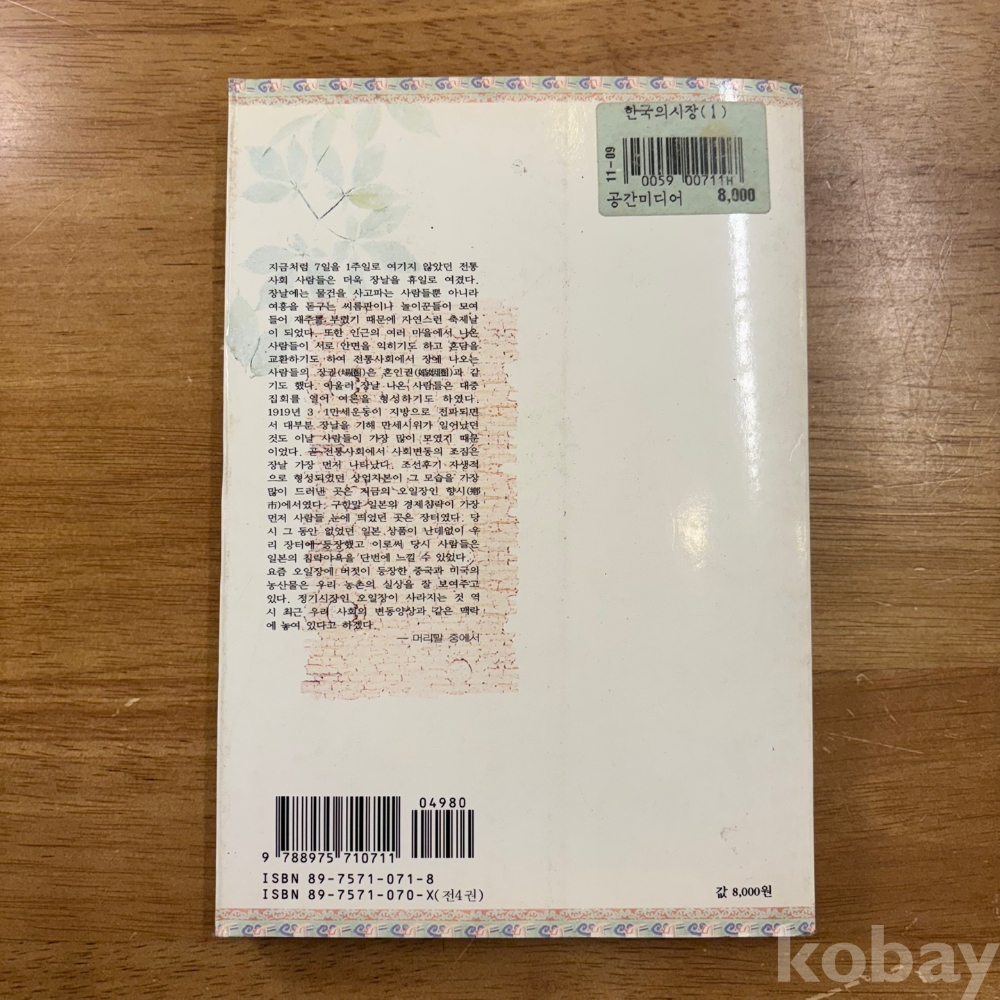 한국의시장(1)
11-09
0059 00711H
공간미디어 8,000
지금처럼 7일을 1주일로 여기지 않았던 전통
사회 사람들은 더욱 장날을 휴일로 여겼다.
장날에는 물건을 사고파는 사람들뿐 아니라
여흥을 돋구는 씨름판이나 놀이꾼들이 모여
들어 재주를 부렸기 때문에 자연스런 축제날
이 되었다. 또한 인근의 여러 마을에서 나온
사람들이 서로 안면을 익히기도 하고 혼담을
교환하기도 하여 전통사회에서 장에 나오는
사람들의 장권(場圈)은 혼인권(婚姻圈)과 같
기도 했다. 아울러 장날 나온 사람들은 대중
집회를 열어 여론을 형성하기도 하였다.
1919년 3·1만세운동이 지방으로 전파되면
서 대부분 장날을 기해 만세시위가 일어났던
것도 이날 사람들이 가장 많이 모였기 때문
이었다. 곧 전통사회에서 사회변동의 조짐은
장날 가장 먼저 나타났다. 조선후기 자생적
으로 형성되었던 상업자본이 그 모습을 가장
많이 드러낸 곳은 지금의 오일장인 향시(鄕
市)에서였다. 구한말 일본의 경제침략이 가장
먼저 사람들 눈에 띄었던 곳은 장터였다. 당
시 그 동안 없었던 일본 상품이 난데없이 우
리 장터에 등장했고 이로써 당시 사람들은
일본의 침략야욕을 단번에 느낄 수 있었다.
요즘 오일장에 버젓이 등장한 중국과 미국의
농산물은 우리 농촌의 실상을 잘 보여주고
있다. 정기시장인 오일장이 사라지는 것 역
시 최근 우리 사회의 변동양상과 같은 맥락
에 놓여 있다고 하겠다.
— 머리말 중에서
04980
9 788975 710711
ISBN 89-7571-071-8
ISBN 89-7571-070-X(전4권)
값 8,000원
kobay